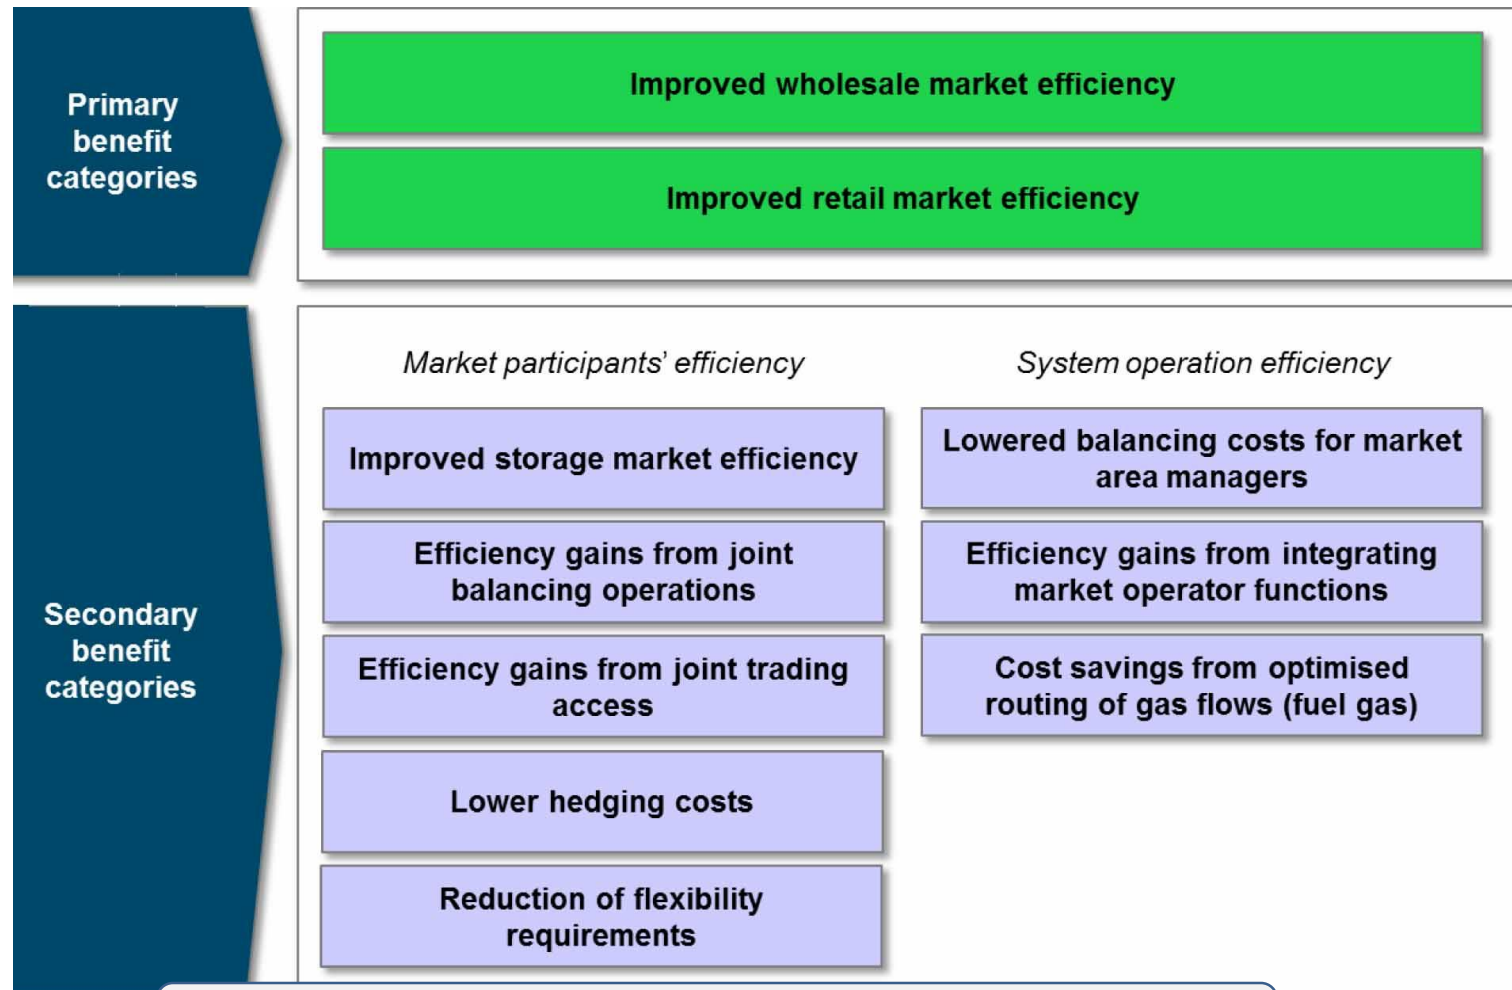 Primary
benefit
categories
Improved wholesale market efficiency
Improved retail market efficiency
Secondary
benefit
categories
Market participants' efficiency
Improved storage market efficiency
Efficiency gains from joint
balancing operations
Efficiency gains from joint trading
access
Lower hedging costs
Reduction of flexibility
requirements
System operation efficiency
Lowered balancing costs for market
area managers
Efficiency gains from integrating
market operator functions
Cost savings from optimised
routing of gas flows (fuel gas)